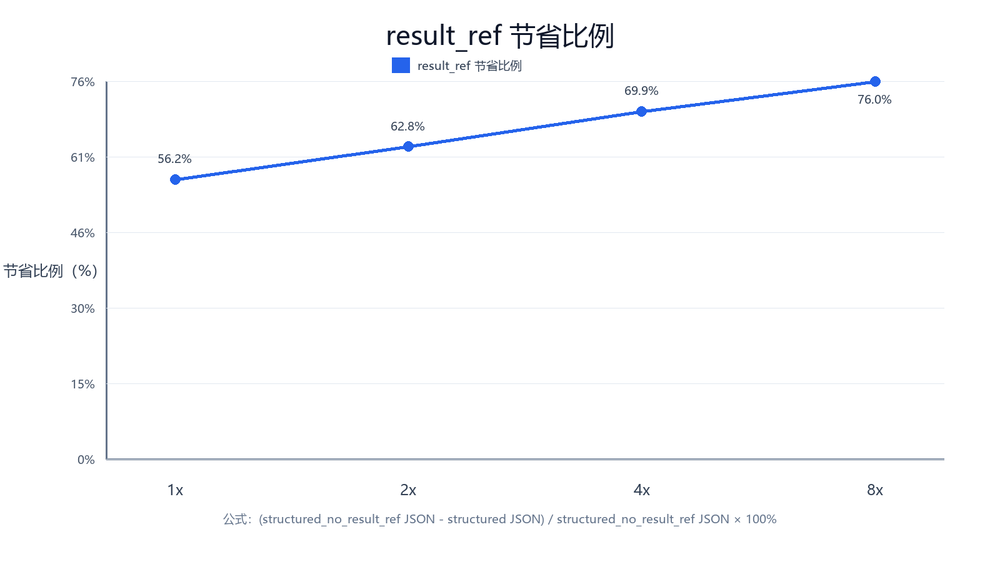 result_ref 节省比例
result_ref 节省比例
76%
61%
46%
30%
15%
0%
节省比例（%）
56.2%
62.8%
69.9%
76.0%
1x
2x
4x
8x
公式：(structured_no_result_ref JSON - structured JSON) / structured_no_result_ref JSON × 100%